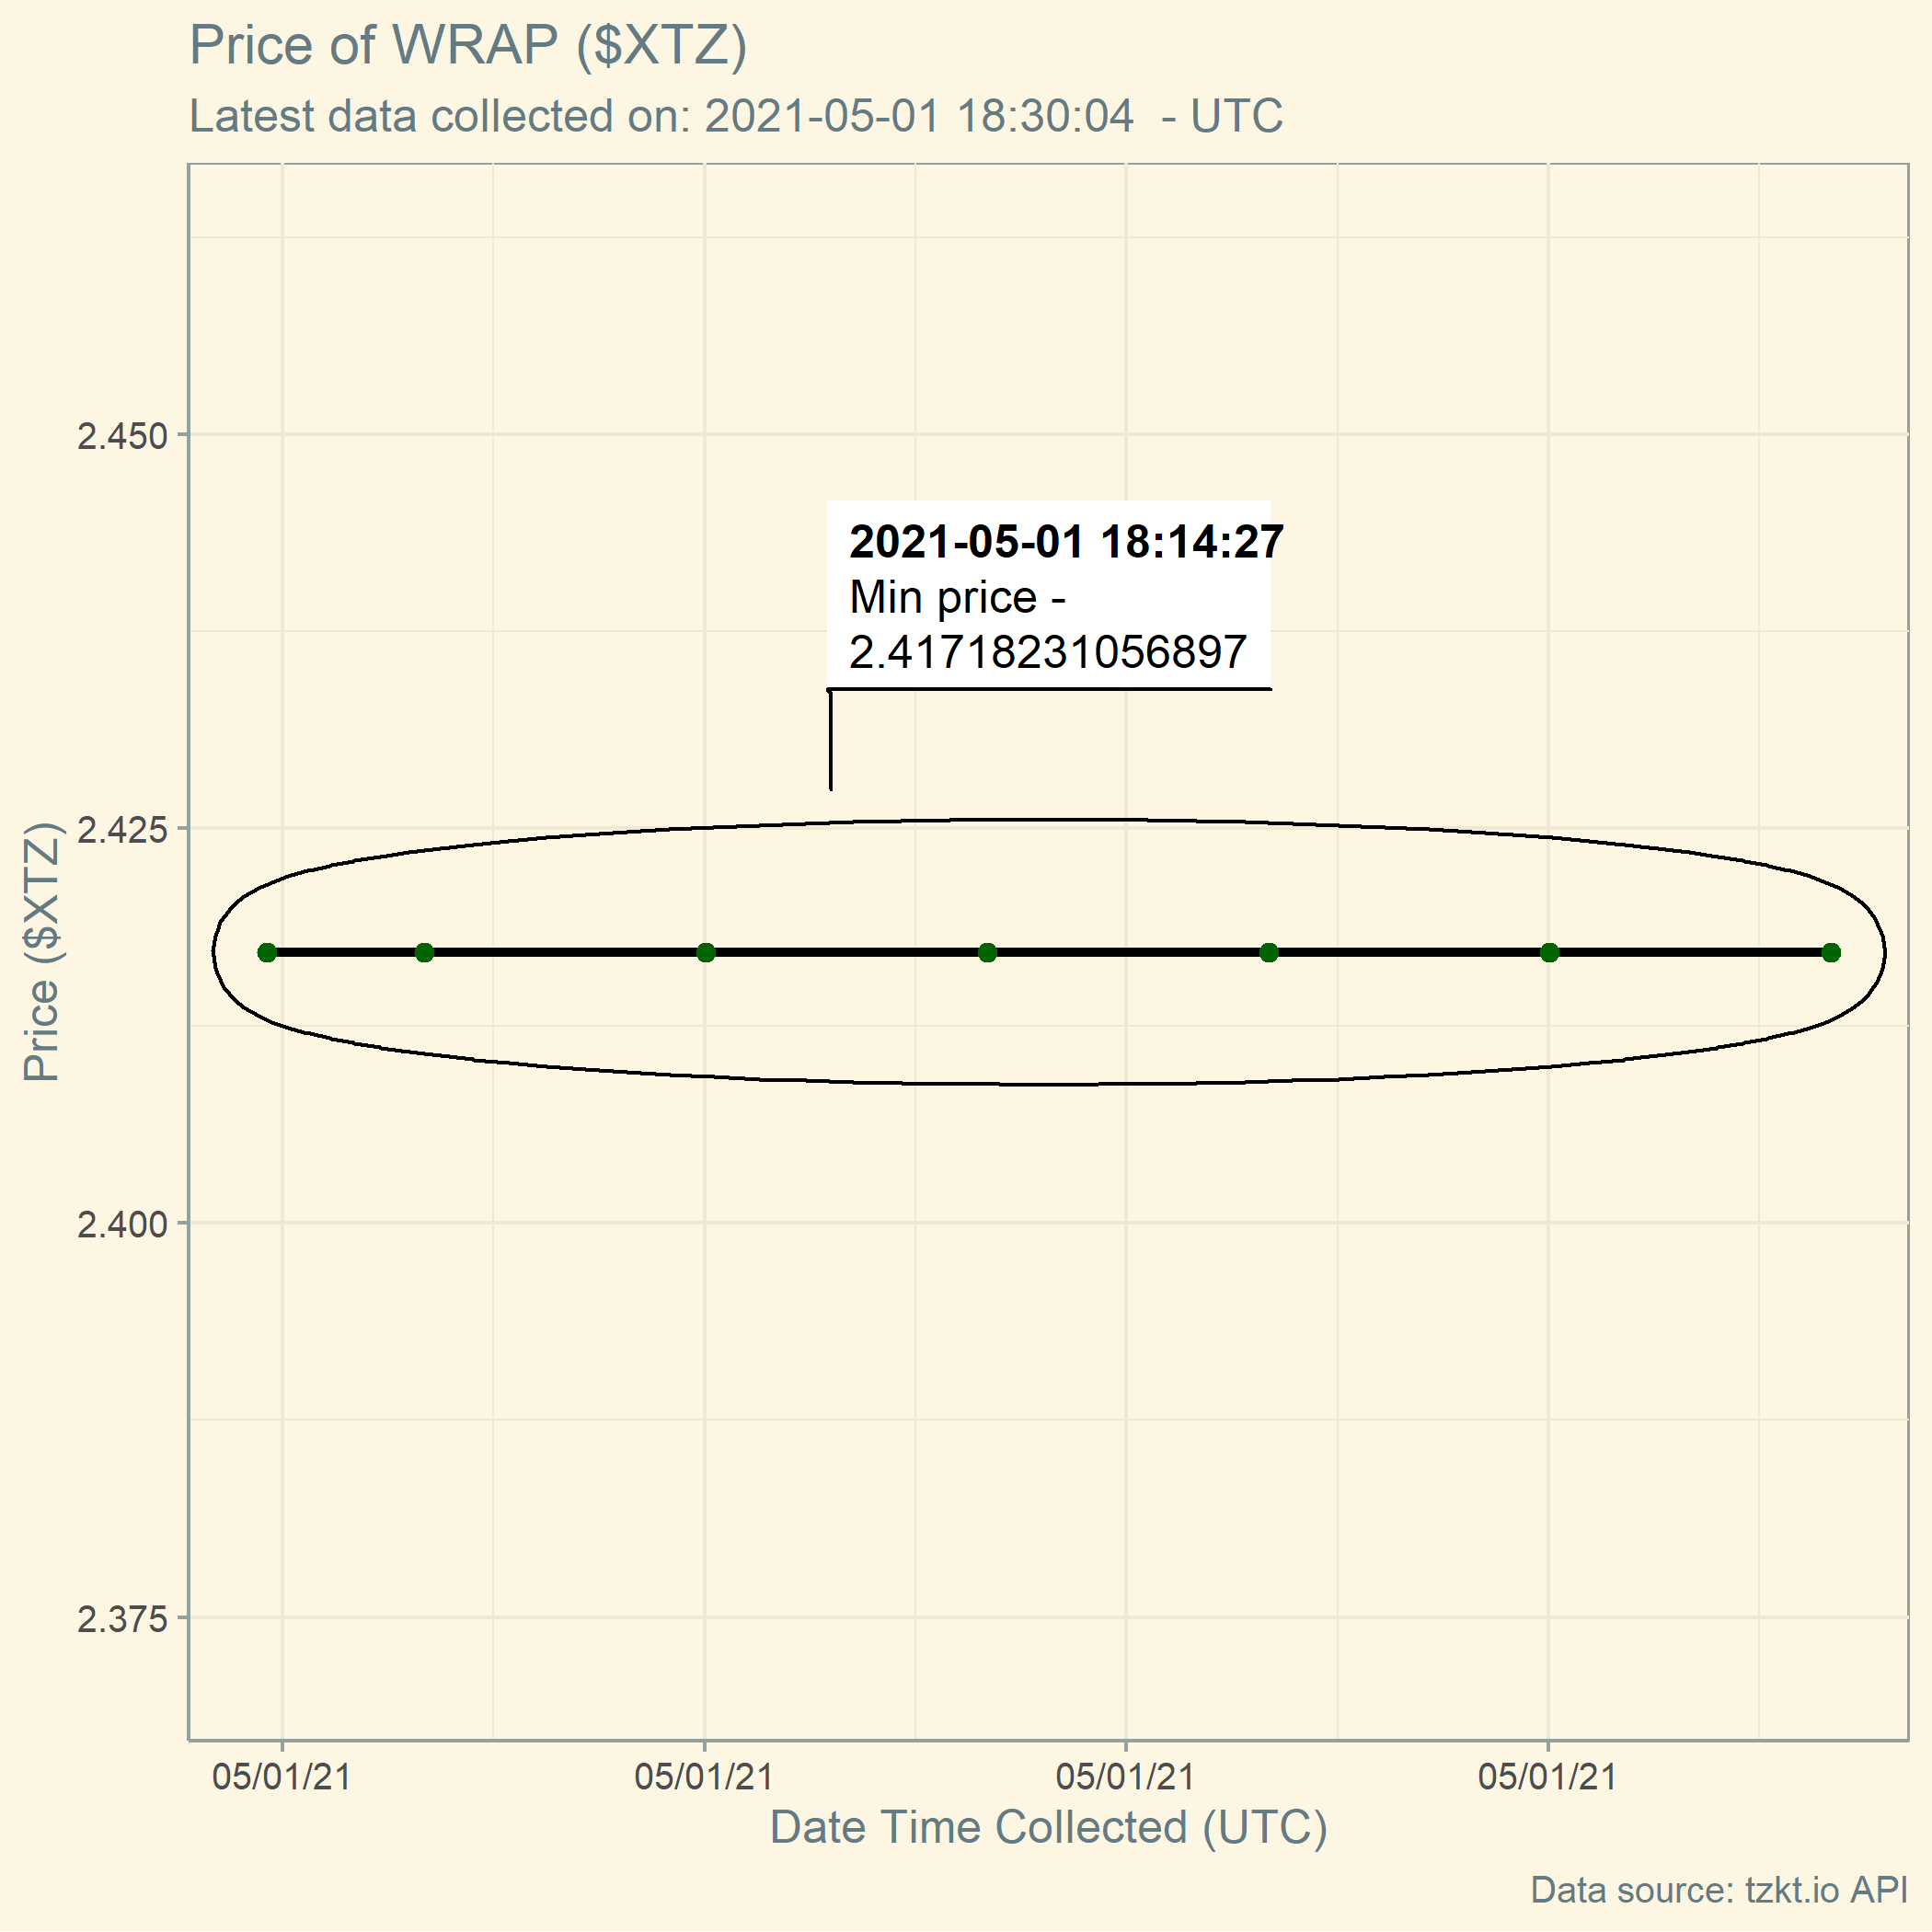 Price of WRAP ($XTZ)
Latest data collected on: 2021-05-01 18:30:04  - UTC
2.450
2021-05-01 18:14:27
Min price -
2.41718231056897
2.425
Price ($XTZ)
2.400
2.375
05/01/21 05/01/21 05/01/21 05/01/21
Date Time Collected (UTC)
Data source: tzkt.io API